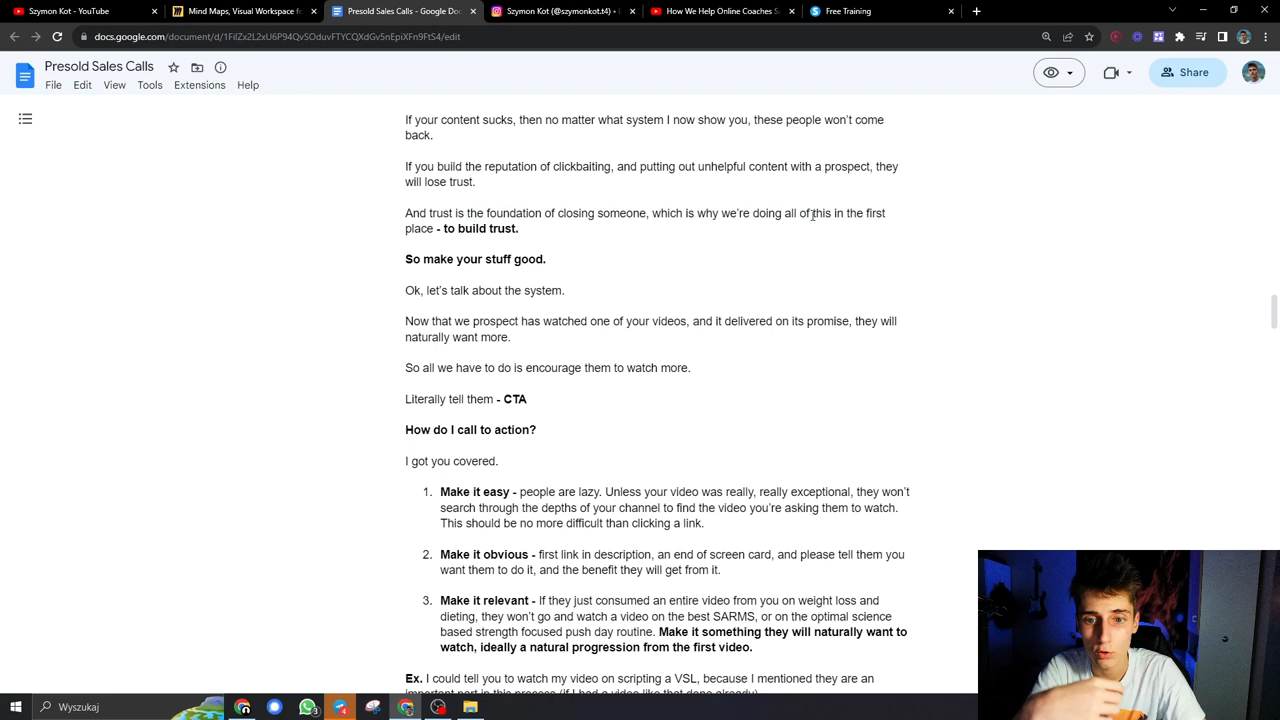 Szymon Kot - YouTube
Mind Maps, Visual Workspace fo
Presold Sales Calls - Google Doc
Szymon Kot (@szymonkot.t4) •
How We Help Online Coaches S
Free Training
docs.google.com/document/d/1FilZx2L2xU6P94QvSOduvFTYCQXdGv5nEpiXFn9FtS4/edit
Presold Sales Calls
File Edit View Tools Extensions Help
Share
If your content sucks, then no matter what system I now show you, these people won't come
back.
If you build the reputation of clickbaiting, and putting out unhelpful content with a prospect, they
will lose trust.
And trust is the foundation of closing someone, which is why we're doing all of this in the first
place - to build trust.
So make your stuff good.
Ok, let's talk about the system.
Now that we prospect has watched one of your videos, and it delivered on its promise, they will
naturally want more.
So all we have to do is encourage them to watch more.
Literally tell them - CTA
How do I call to action?
I got you covered.
1. Make it easy - people are lazy. Unless your video was really, really exceptional, they won't
search through the depths of your channel to find the video you're asking them to watch.
This should be no more difficult than clicking a link.
2. Make it obvious - first link in description, an end of screen card, and please tell them you
want them to do it, and the benefit they will get from it.
3. Make it relevant - If they just consumed an entire video from you on weight loss and
dieting, they won't go and watch a video on the best SARMS, or on the optimal science
based strength focused push day routine. Make it something they will naturally want to
watch, ideally a natural progression from the first video.
Ex. I could tell you to watch my video on scripting a VSL, because I mentioned they are an
important part in this process (if I had a video like that done already)
Wyszukaj